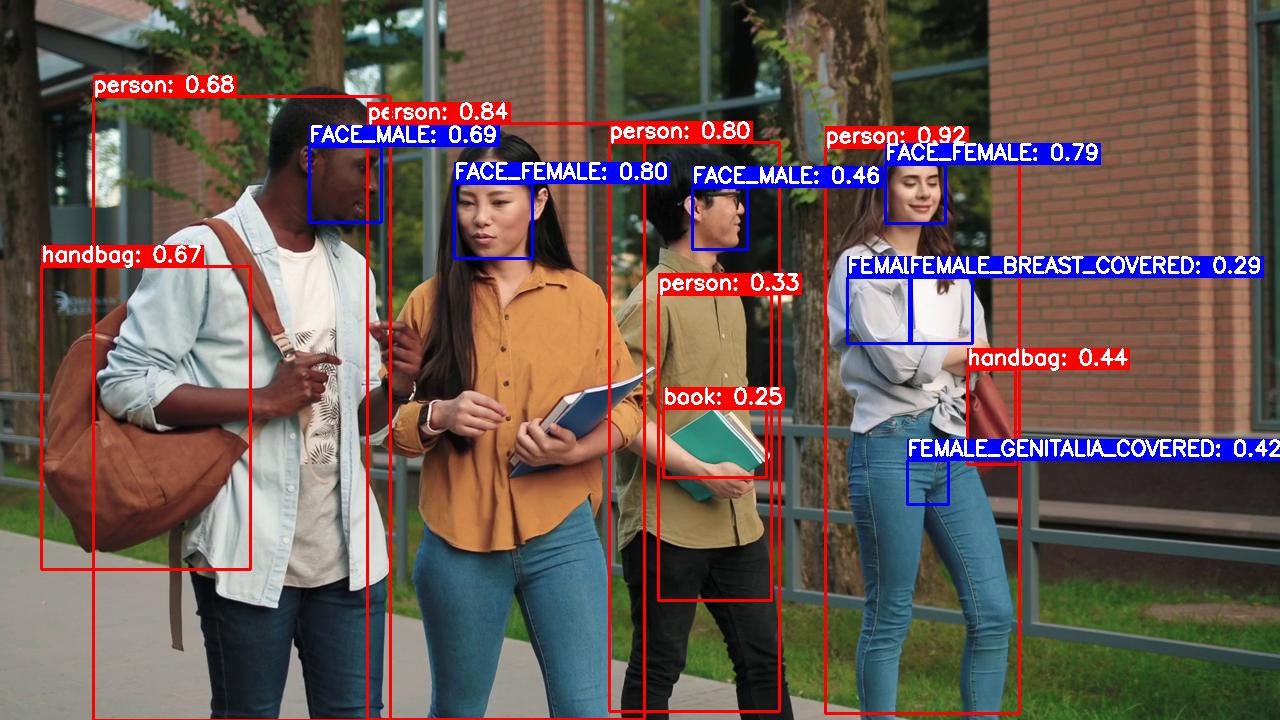 person: 0.68
person: 0.84
person: 0.80
person: 0.92
FACE_MALE: 0.69
FACE_FEMALE: 0.79
FACE_FEMALE: 0.80
FACE_MALE: 0.46
handbag: 0.67
FEMALE_BREAST_COVERED: 0.29
person: 0.33
handbag: 0.44
book: 0.25
FEMALE_GENITALIA_COVERED: 0.42